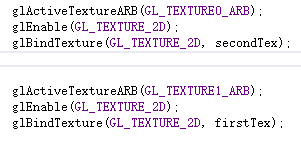 glActiveTextureARB(GL_TEXTURE0_ARB);
glEnable(GL_TEXTURE_2D);
glBindTexture(GL_TEXTURE_2D, secondTex);
glActiveTextureARB(GL_TEXTURE1_ARB);
glEnable(GL_TEXTURE_2D);
glBindTexture(GL_TEXTURE_2D, firstTex);